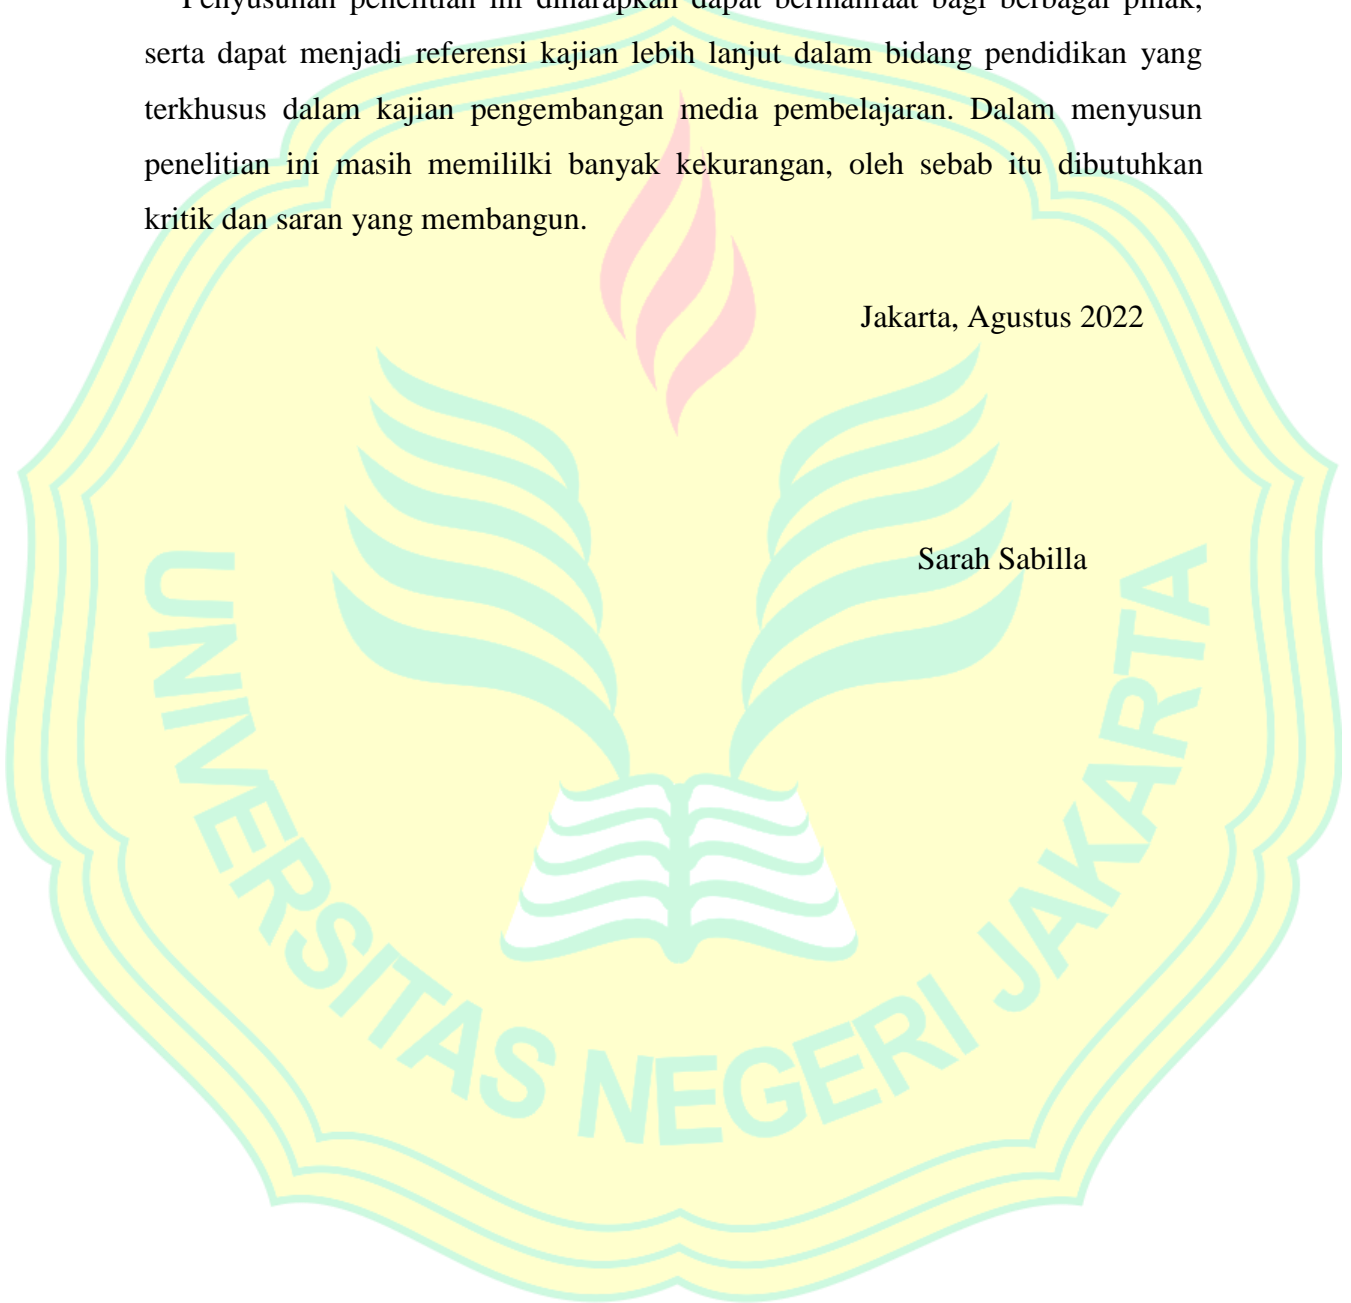 Penyusunan penelitian ini diharapkan dapat bermanfaat bagi berbagai pihak,
serta dapat menjadi referensi kajian lebih lanjut dalam bidang pendidikan yang
terkhusus dalam kajian pengembangan media pembelajaran. Dalam menyusun
penelitian ini masih memililki banyak kekurangan, oleh sebab itu dibutuhkan
kritik dan saran yang membangun.
Jakarta, Agustus 2022
Sarah Sabilla
UNIVERSITAS NEGERI JAKARTA